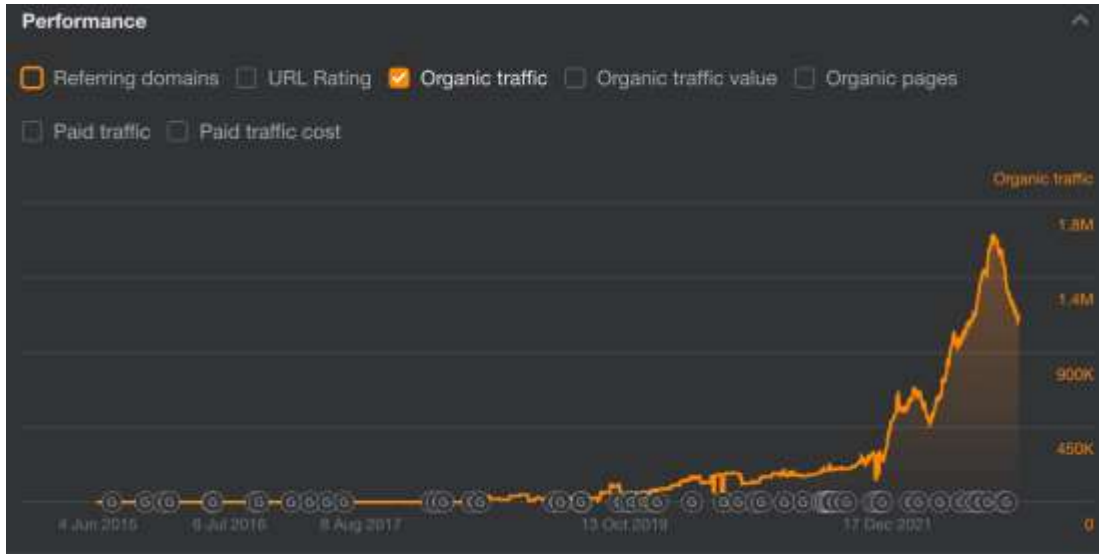 Performance
Referring domains URL Rating Organic traffic Organic traffic value Organic pages
Paid traffic Paid traffic cost
Organic traffic
1.8M
1.4M
900K
450K
4 Jun 2015 6 Jul 2016 8 Aug 2017 13 Oct 2019 17 Dec 2021 0